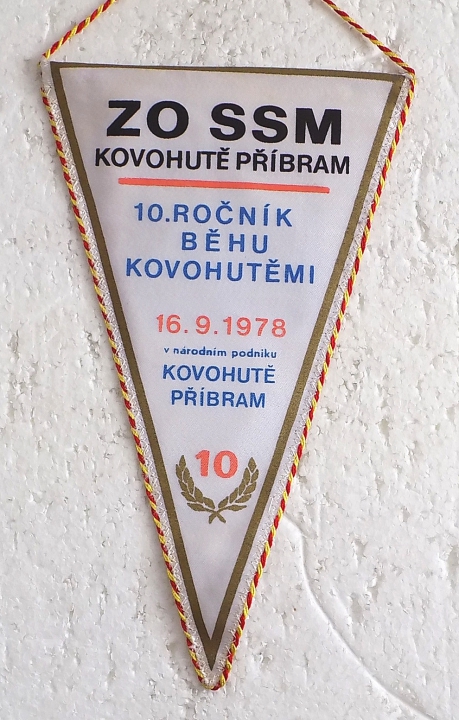 ZO SSM
KOVOHUTĚ PŘÍBRAM
10.ROČNÍK
BĚHU
KOVOHUTĚMI
16.9.1978
v národním podniku
KOVOHUTĚ
PŘÍBRAM
10